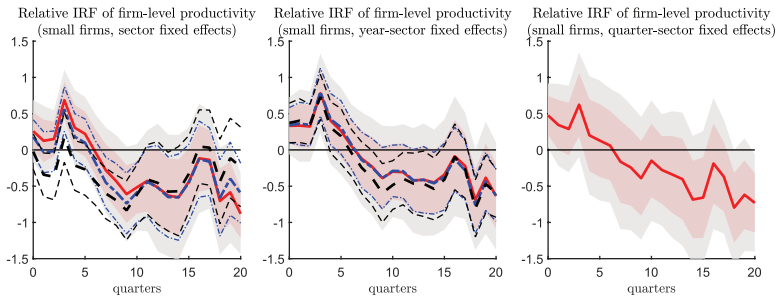 Relative IRF of firm-level productivity
(small firms, sector fixed effects)
1.5
1
0.5
0
-0.5
-1
-1.5
0 5 10 15 20
quarters
Relative IRF of firm-level productivity
(small firms, year-sector fixed effects)
1.5
1
0.5
0
-0.5
-1
-1.5
0 5 10 15 20
quarters
Relative IRF of firm-level productivity
(small firms, quarter-sector fixed effects)
1.5
1
0.5
0
-0.5
-1
-1.5
0 5 10 15 20
quarters